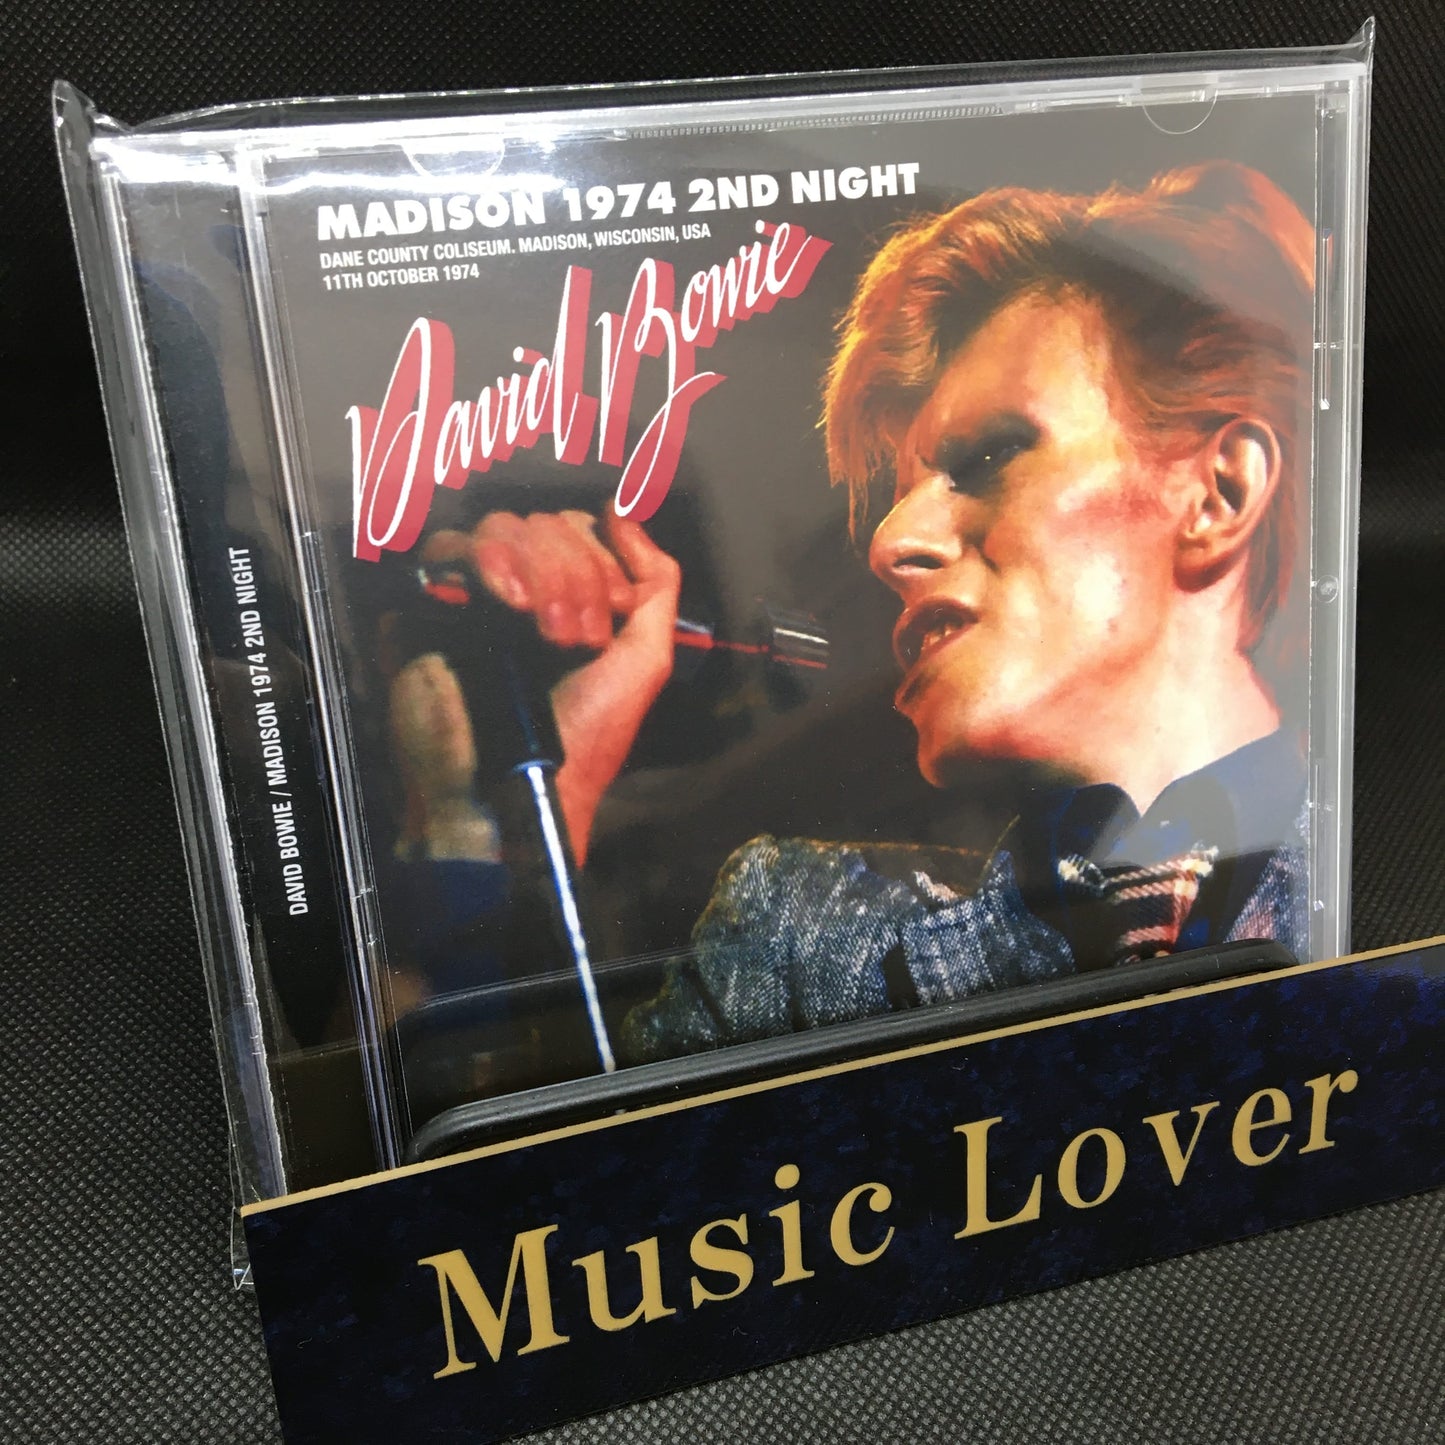 MADISON 1974 2ND NIGHT
DANE COUNTY COLISEUM. MADISON, WISCONSIN, USA
11TH OCTOBER 1974
David Bowie
DAVID BOWIE / MADISON 1974 2ND NIGHT
Music Lover